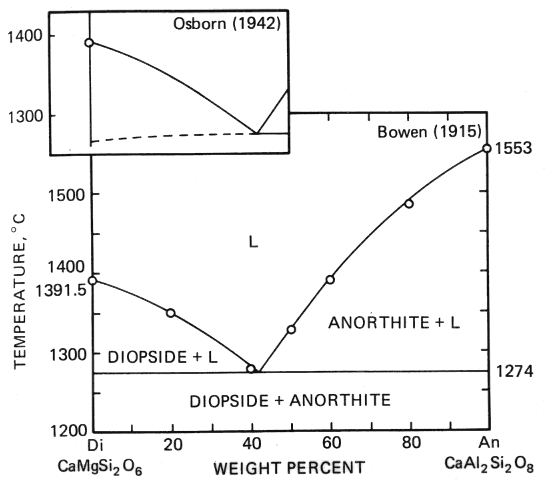 Osborn (1942)
1400
1300
Bowen (1915)
1553
1500
L
1400
1391.5
TEMPERATURE, °C
ANORTHITE + L
1300
DIOPSIDE + L
1274
DIOPSIDE + ANORTHITE
1200
Di 20 40 60 80 An
CaMgSi₂O₆ WEIGHT PERCENT CaAl₂Si₂O₈